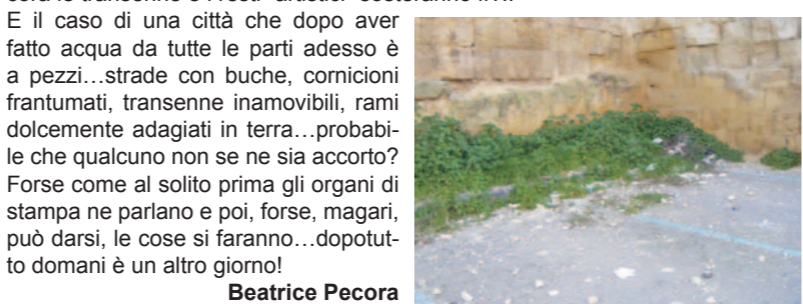 E il caso di una città che dopo aver
fatto acqua da tutte le parti adesso è
a pezzi…strade con buche, cornicioni
frantumati, transenne inamovibili, rami
dolcemente adagiati in terra…probabi-
le che qualcuno non se ne sia accorto?
Forse come al solito prima gli organi di
stampa ne parlano e poi, forse, magari,
può darsi, le cose si faranno…dopotut-
to domani è un altro giorno!
Beatrice Pecora